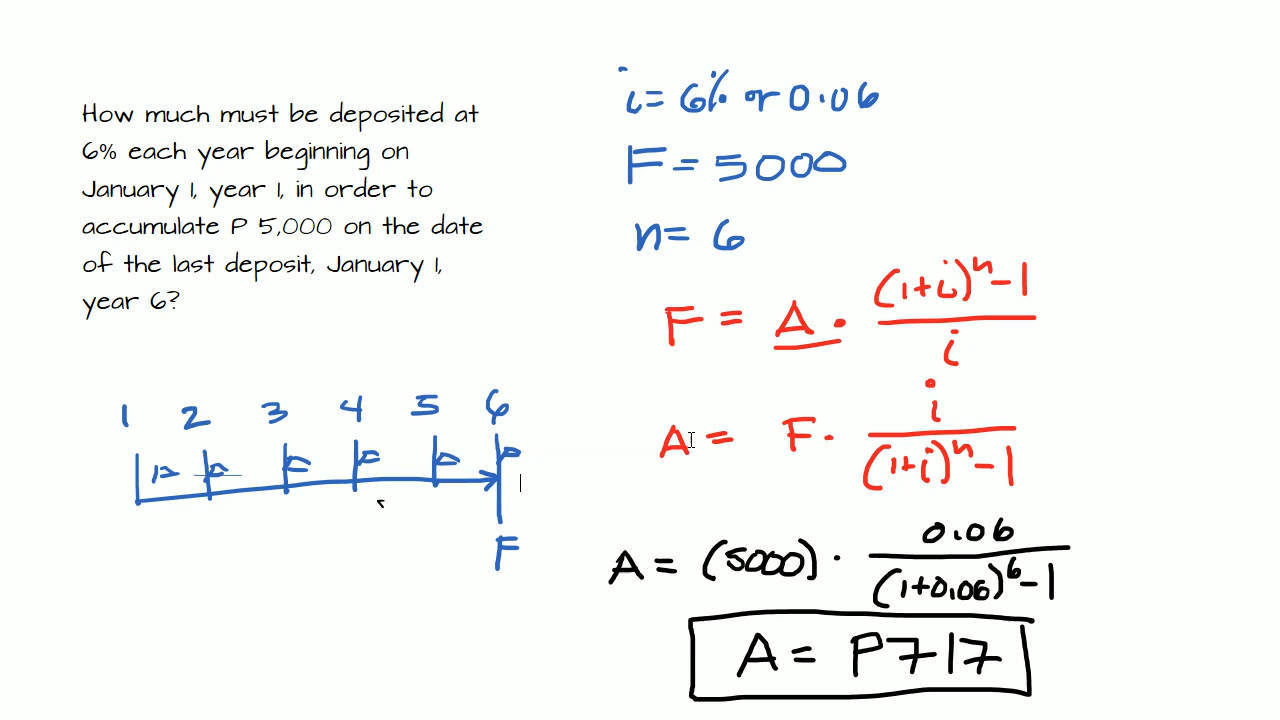 How much must be deposited at
6% each year beginning on
January 1, year 1, in order to
accumulate P 5,000 on the date
of the last deposit, January 1,
year 6?
1 2 3 4 5 6
F
i = 6% or 0.06
F = 5000
n = 6
F = A · ((1+i)^n - 1) / i
A = F · i / ((1+i)^n - 1)
A = (5000) · 0.06 / ((1+0.06)^6 - 1)
A = P717